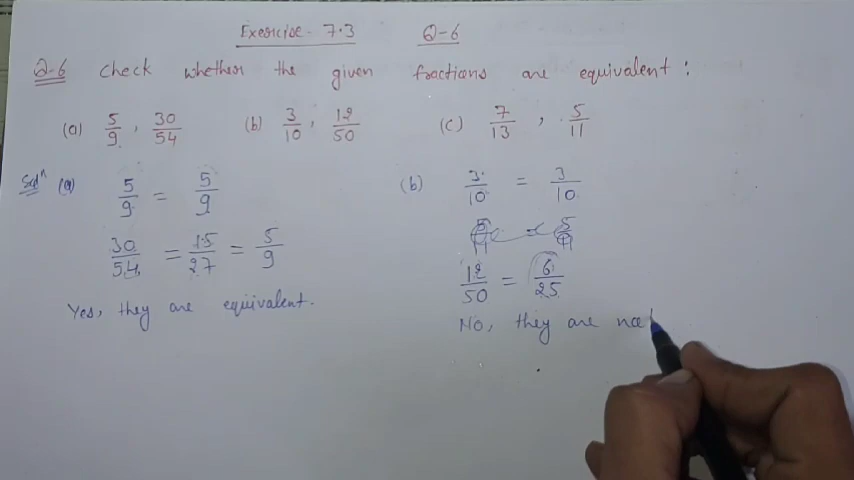 Exercise - 7.3 Q-6
Q-6 check whether the given fractions are equivalent :
(a) 5/9 , 30/54 (b) 3/10 , 12/50 (c) 7/13 , 5/11
Solⁿ (a) 5/9 = 5/9
30/54 = 15/27 = 5/9
Yes, they are equivalent.
(b) 3/10 = 3/10
12/50 = 6/25
No, they are not